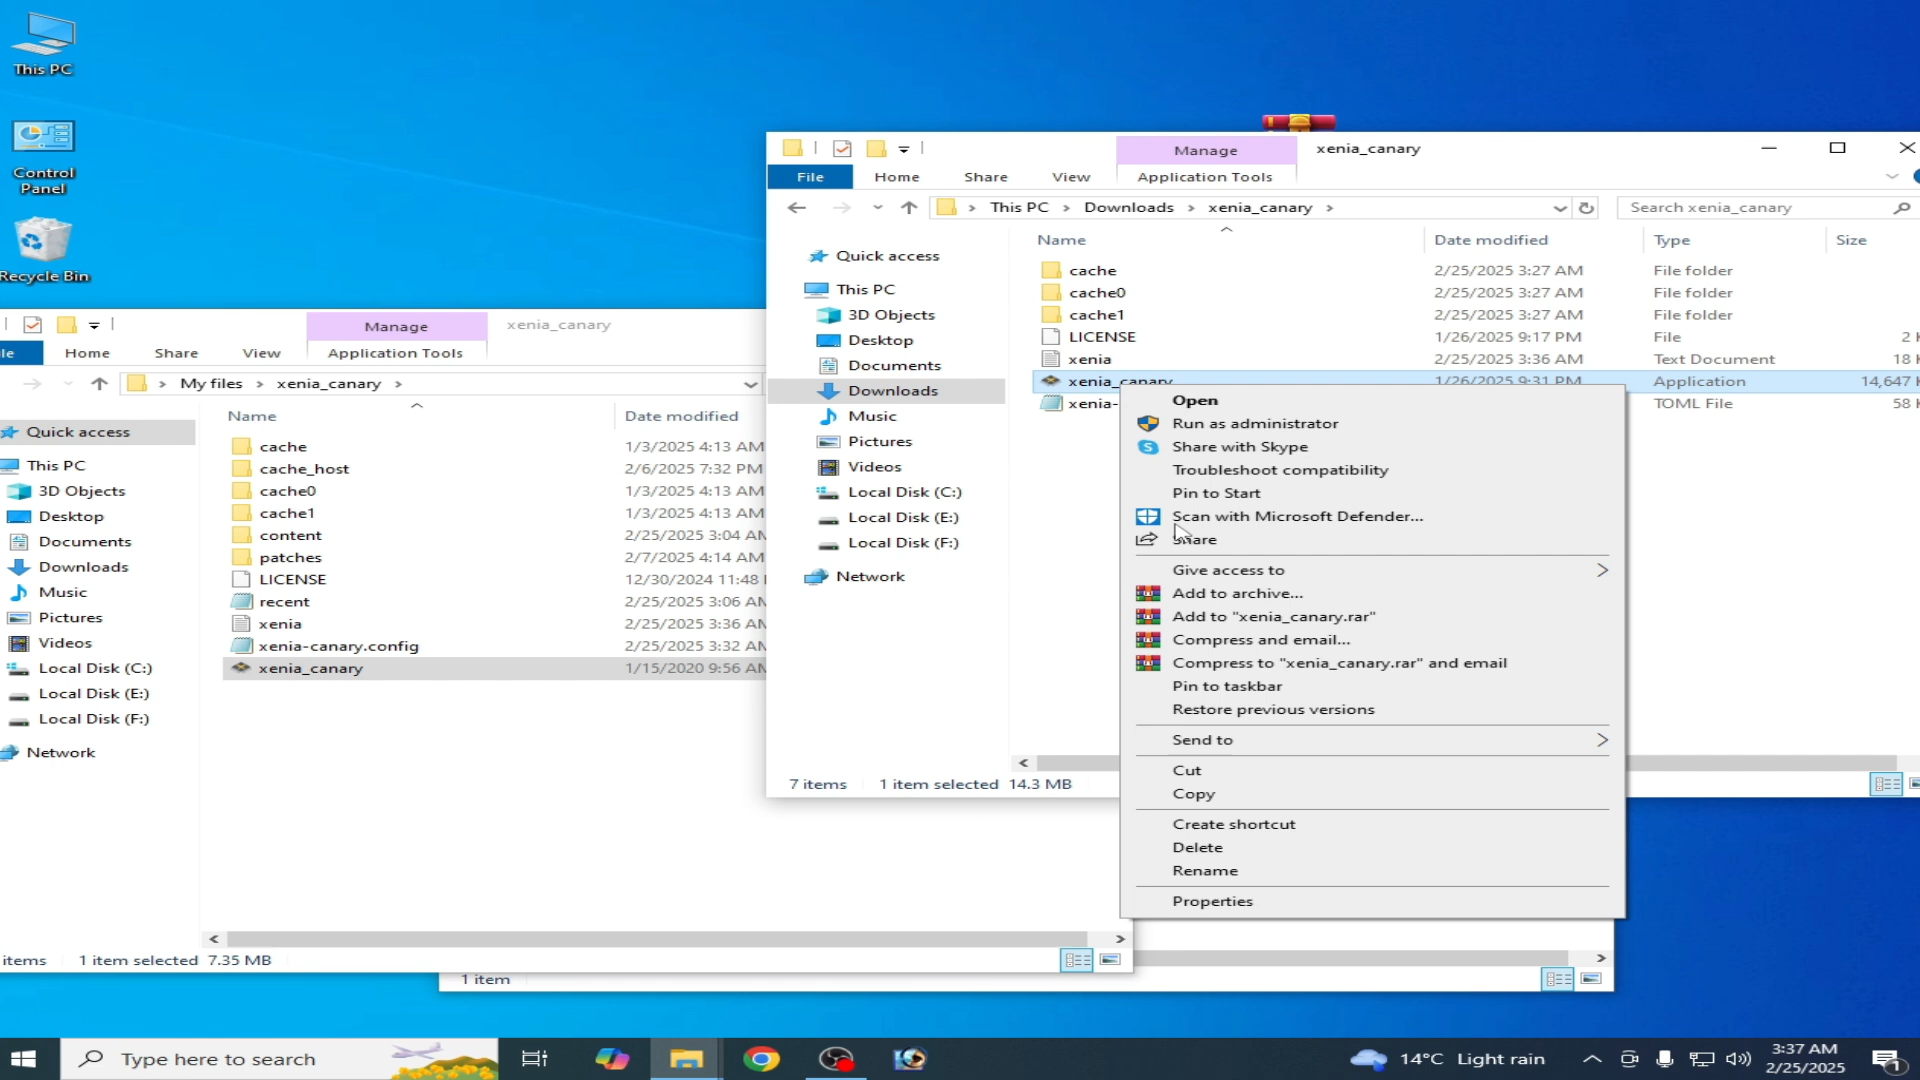 This PC
Control
Panel
Recycle Bin
Manage
xenia_canary
File
Home
Share
View
Application Tools
This PC
Downloads
xenia_canary
Search xenia_canary
Name
Date modified
Type
Size
Quick access
This PC
3D Objects
Desktop
Documents
Downloads
Music
Pictures
Videos
Local Disk (C:)
Local Disk (E:)
Local Disk (F:)
Network
cache 2/25/2025 3:27 AM File folder
cache0 2/25/2025 3:27 AM File folder
cache1 2/25/2025 3:27 AM File folder
LICENSE 1/26/2025 9:17 PM File 2 K
xenia 2/25/2025 3:36 AM Text Document 18 K
xenia_canary 1/26/2025 9:31 PM Application 14,647 K
xenia- TOML File 58 K
7 items 1 item selected 14.3 MB
Open
Run as administrator
Share with Skype
Troubleshoot compatibility
Pin to Start
Scan with Microsoft Defender...
Share
Give access to
Add to archive...
Add to "xenia_canary.rar"
Compress and email...
Compress to "xenia_canary.rar" and email
Pin to taskbar
Restore previous versions
Send to
Cut
Copy
Create shortcut
Delete
Rename
Properties
Manage
xenia_canary
le
Home
Share
View
Application Tools
My files
xenia_canary
Name
Date modified
Quick access
This PC
3D Objects
Desktop
Documents
Downloads
Music
Pictures
Videos
Local Disk (C:)
Local Disk (E:)
Local Disk (F:)
Network
cache 1/3/2025 4:13 AM
cache_host 2/6/2025 7:32 PM
cache0 1/3/2025 4:13 AM
cache1 1/3/2025 4:13 AM
content 2/25/2025 3:04 AM
patches 2/7/2025 4:14 AM
LICENSE 12/30/2024 11:48
recent 2/25/2025 3:06 AM
xenia 2/25/2025 3:36 AM
xenia-canary.config 2/25/2025 3:32 AM
xenia_canary 1/15/2020 9:56 AM
items 1 item selected 7.35 MB
1 item
Type here to search
14°C Light rain
3:37 AM
2/25/2025
1